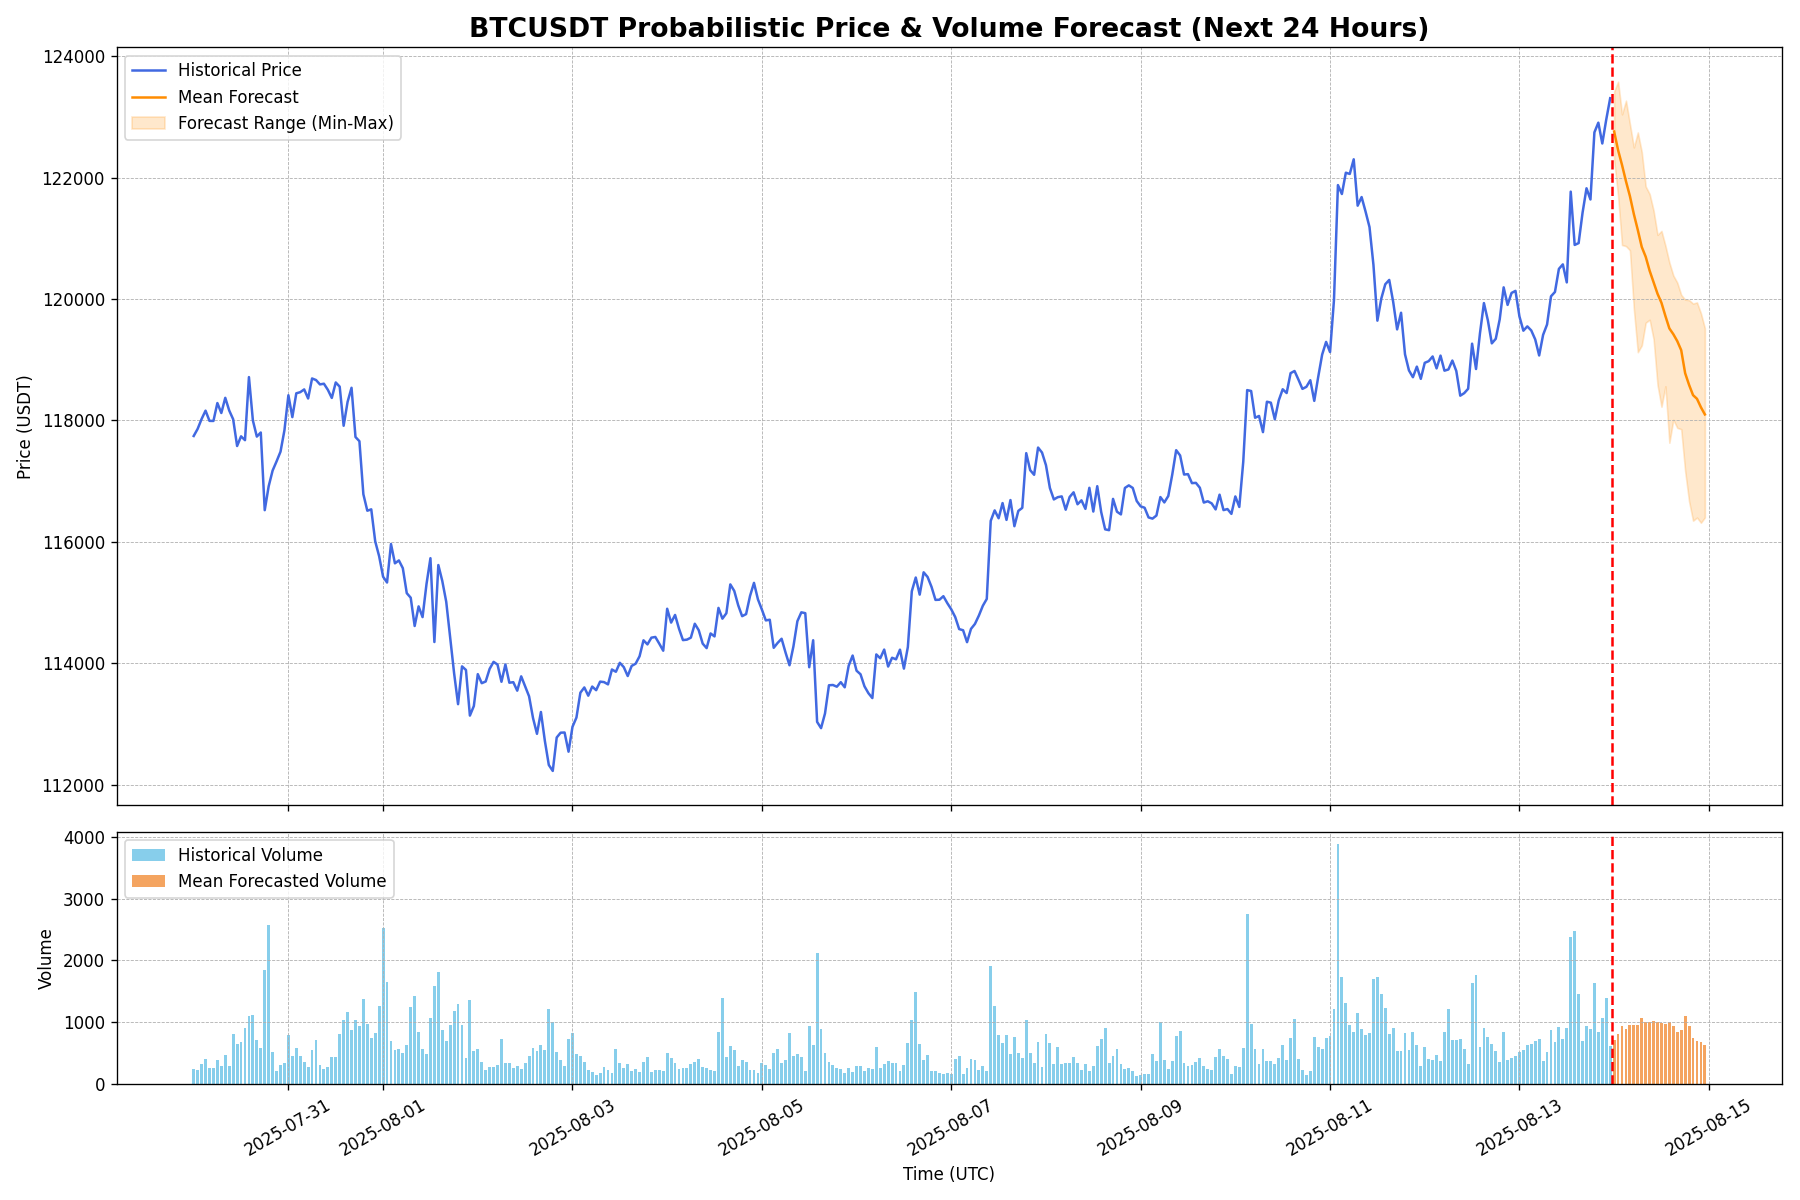 BTCUSDT Probabilistic Price & Volume Forecast (Next 24 Hours)
Historical Price
Mean Forecast
Forecast Range (Min-Max)
Price (USDT)
124000
122000
120000
118000
116000
114000
112000
Historical Volume
Mean Forecasted Volume
Volume
4000
3000
2000
1000
0
2025-07-31
2025-08-01
2025-08-03
2025-08-05
2025-08-07
2025-08-09
2025-08-11
2025-08-13
2025-08-15
Time (UTC)